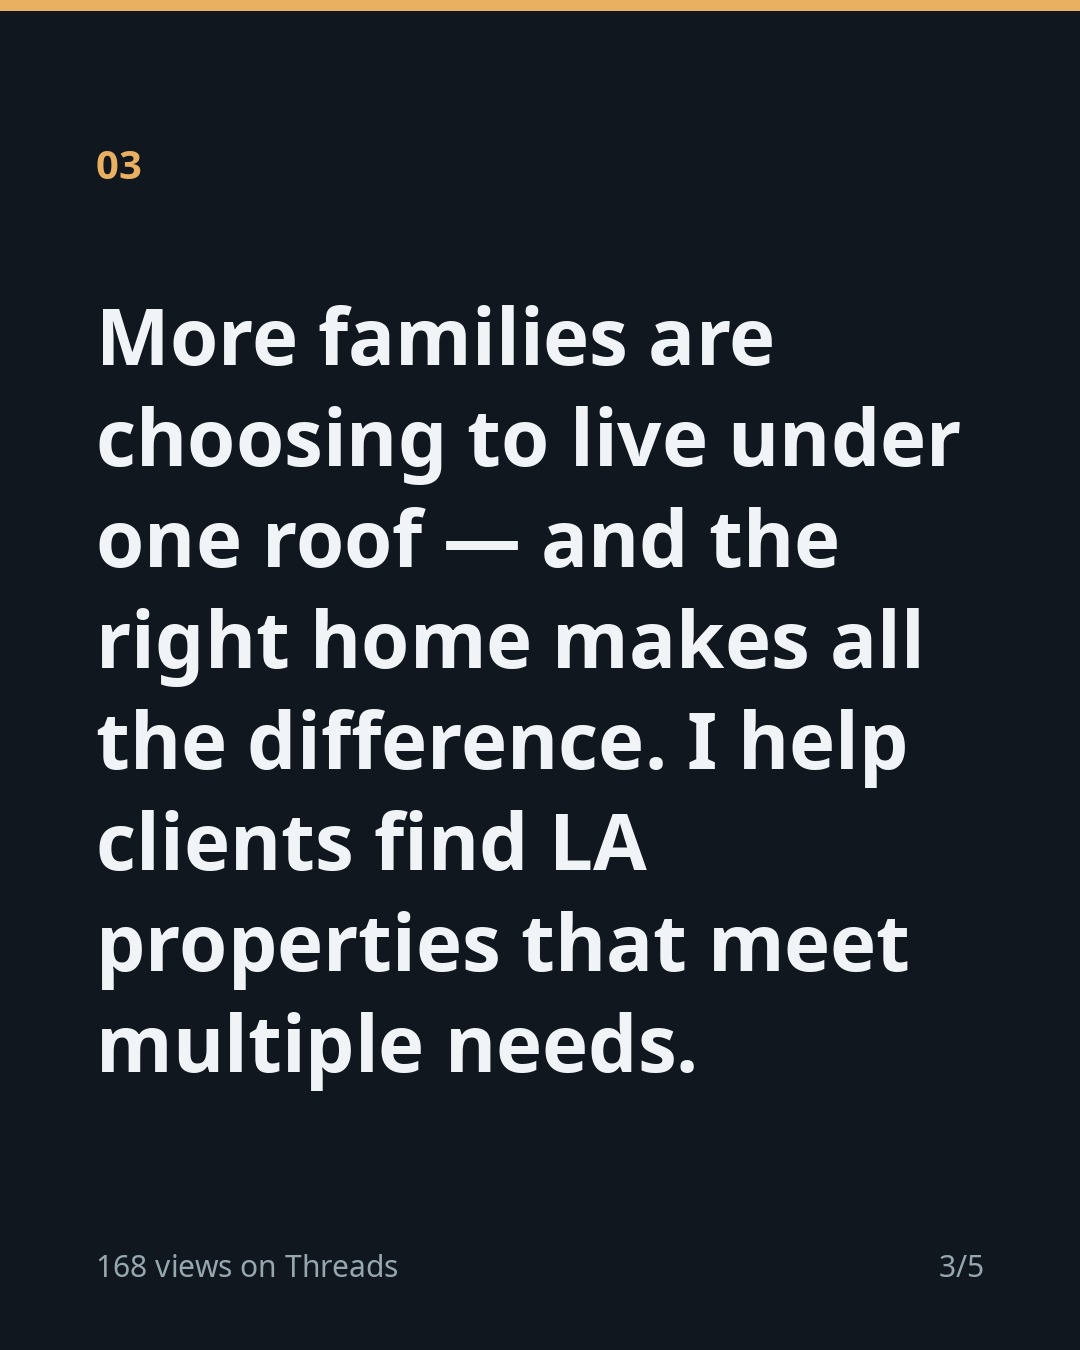 03
More families are
choosing to live under
one roof — and the
right home makes all
the difference. I help
clients find LA
properties that meet
multiple needs.
168 views on Threads
3/5